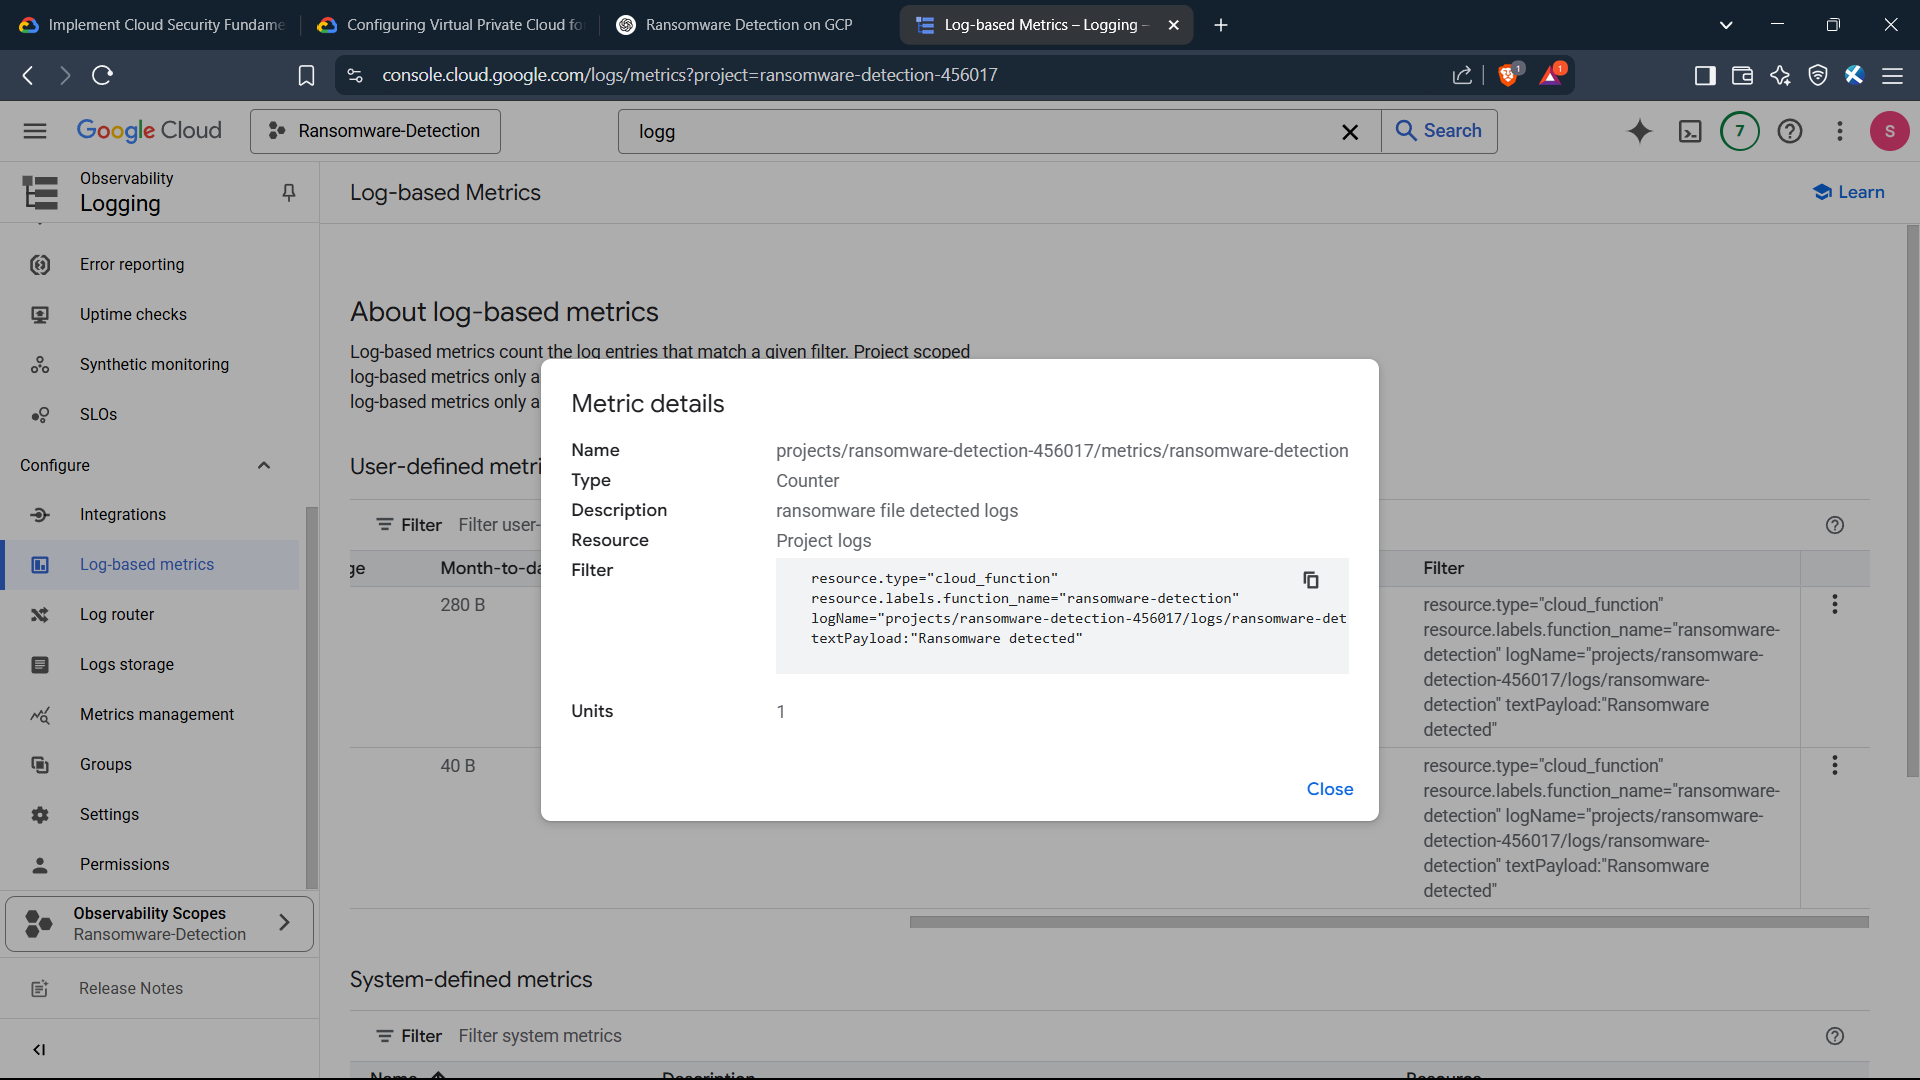 Implement Cloud Security Fundame
Configuring Virtual Private Cloud fo
Ransomware Detection on GCP
Log-based Metrics – Logging –
console.cloud.google.com/logs/metrics?project=ransomware-detection-456017
1
1
Google Cloud
Ransomware-Detection
logg
Search
7
S
Observability
Logging
Log-based Metrics
Learn
Error reporting
Uptime checks
Synthetic monitoring
SLOs
Configure
Integrations
Log-based metrics
Log router
Logs storage
Metrics management
Groups
Settings
Permissions
Observability Scopes
Ransomware-Detection
Release Notes
About log-based metrics
Log-based metrics count the log entries that match a given filter. Project scoped
log-based metrics only a
log-based metrics only a
User-defined metri
Filter Filter user-
ge Month-to-da Filter
280 B
resource.type="cloud_function"
resource.labels.function_name="ransomware-
detection" logName="projects/ransomware-
detection-456017/logs/ransomware-
detection" textPayload:"Ransomware
detected"
40 B
resource.type="cloud_function"
resource.labels.function_name="ransomware-
detection" logName="projects/ransomware-
detection-456017/logs/ransomware-
detection" textPayload:"Ransomware
detected"
Metric details
Name projects/ransomware-detection-456017/metrics/ransomware-detection
Type Counter
Description ransomware file detected logs
Resource Project logs
Filter
resource.type="cloud_function"
resource.labels.function_name="ransomware-detection"
logName="projects/ransomware-detection-456017/logs/ransomware-det
textPayload:"Ransomware detected"
Units 1
Close
System-defined metrics
Filter Filter system metrics
Name Description Resource